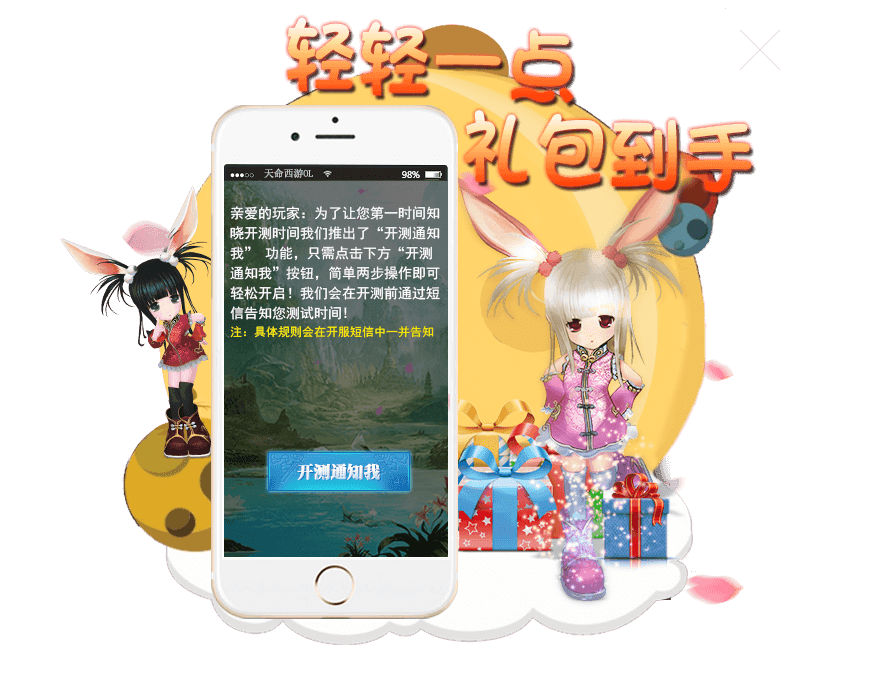 轻轻一点
礼包到手
天命西游OL 98%
亲爱的玩家：为了让您第一时间知
晓开测时间我们推出了“开测通知
我” 功能，只需点击下方“开测
通知我”按钮，简单两步操作即可
轻松开启！我们会在开测前通过短
信告知您测试时间！
注：具体规则会在开服短信中一并告知
开测通知我